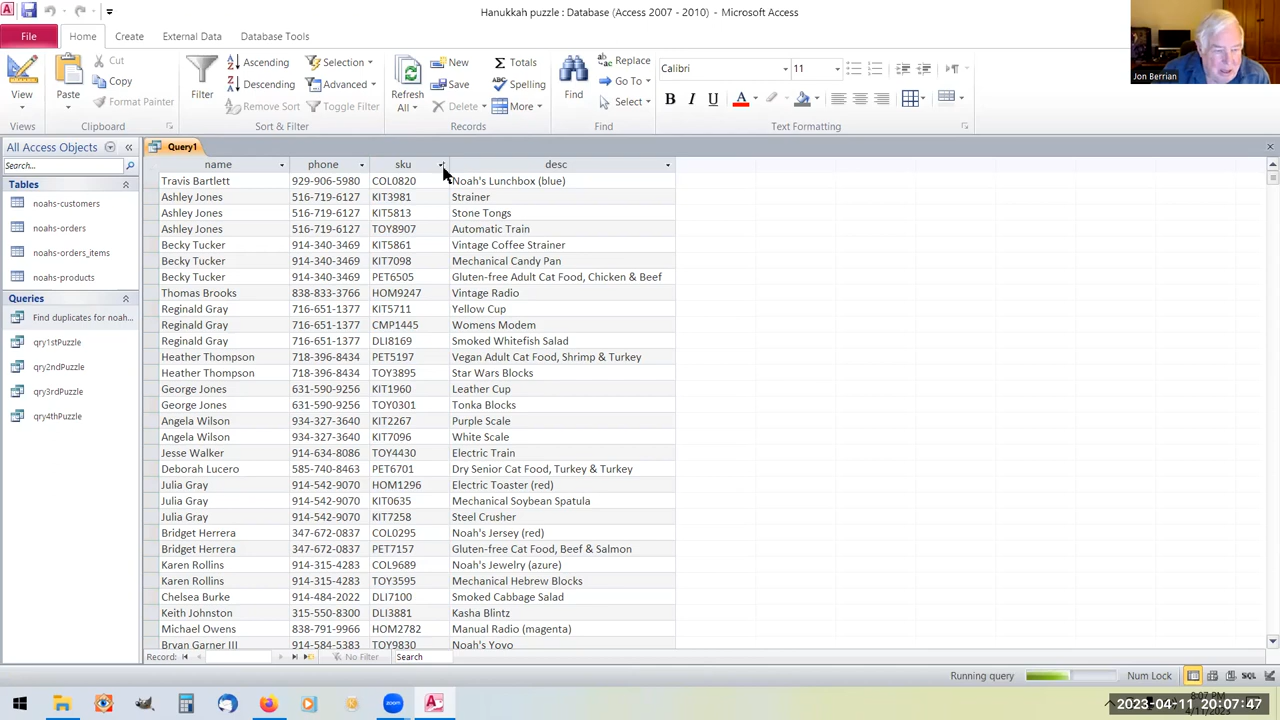 Hanukkah puzzle : Database (Access 2007 - 2010) - Microsoft Access
File Home Create External Data Database Tools
View Views
Paste Cut Copy Format Painter Clipboard
Filter Ascending Descending Remove Sort Selection Advanced Toggle Filter Sort & Filter
Refresh All New Save Delete Totals Spelling More Records
Find Replace Go To Select Find
Calibri 11 Text Formatting
B I U A
Jon Berrian
All Access Objects
Search...
Tables
noahs-customers
noahs-orders
noahs-orders_items
noahs-products
Queries
Find duplicates for noah...
qry1stPuzzle
qry2ndPuzzle
qry3rdPuzzle
qry4thPuzzle
Query1
name phone sku desc
Travis Bartlett 929-906-5980 COL0820 Noah's Lunchbox (blue)
Ashley Jones 516-719-6127 KIT3981 Strainer
Ashley Jones 516-719-6127 KIT5813 Stone Tongs
Ashley Jones 516-719-6127 TOY8907 Automatic Train
Becky Tucker 914-340-3469 KIT5861 Vintage Coffee Strainer
Becky Tucker 914-340-3469 KIT7098 Mechanical Candy Pan
Becky Tucker 914-340-3469 PET6505 Gluten-free Adult Cat Food, Chicken & Beef
Thomas Brooks 838-833-3766 HOM9247 Vintage Radio
Reginald Gray 716-651-1377 KIT5711 Yellow Cup
Reginald Gray 716-651-1377 CMP1445 Womens Modem
Reginald Gray 716-651-1377 DLI8169 Smoked Whitefish Salad
Heather Thompson 718-396-8434 PET5197 Vegan Adult Cat Food, Shrimp & Turkey
Heather Thompson 718-396-8434 TOY3895 Star Wars Blocks
George Jones 631-590-9256 KIT1960 Leather Cup
George Jones 631-590-9256 TOY0301 Tonka Blocks
Angela Wilson 934-327-3640 KIT2267 Purple Scale
Angela Wilson 934-327-3640 KIT7096 White Scale
Jesse Walker 914-634-8086 TOY4430 Electric Train
Deborah Lucero 585-740-8463 PET6701 Dry Senior Cat Food, Turkey & Turkey
Julia Gray 914-542-9070 HOM1296 Electric Toaster (red)
Julia Gray 914-542-9070 KIT0635 Mechanical Soybean Spatula
Julia Gray 914-542-9070 KIT7258 Steel Crusher
Bridget Herrera 347-672-0837 COL0295 Noah's Jersey (red)
Bridget Herrera 347-672-0837 PET7157 Gluten-free Cat Food, Beef & Salmon
Karen Rollins 914-315-4283 COL9689 Noah's Jewelry (azure)
Karen Rollins 914-315-4283 TOY3595 Mechanical Hebrew Blocks
Chelsea Burke 914-484-2022 DLI7100 Smoked Cabbage Salad
Keith Johnston 315-550-8300 DLI3881 Kasha Blintz
Michael Owens 838-791-9966 HOM2782 Manual Radio (magenta)
Bryan Garner III 914-584-5383 TOY9830 Noah's Yoyo
Record: No Filter Search
Running query Num Lock SQL
2023-04-11 20:07:47